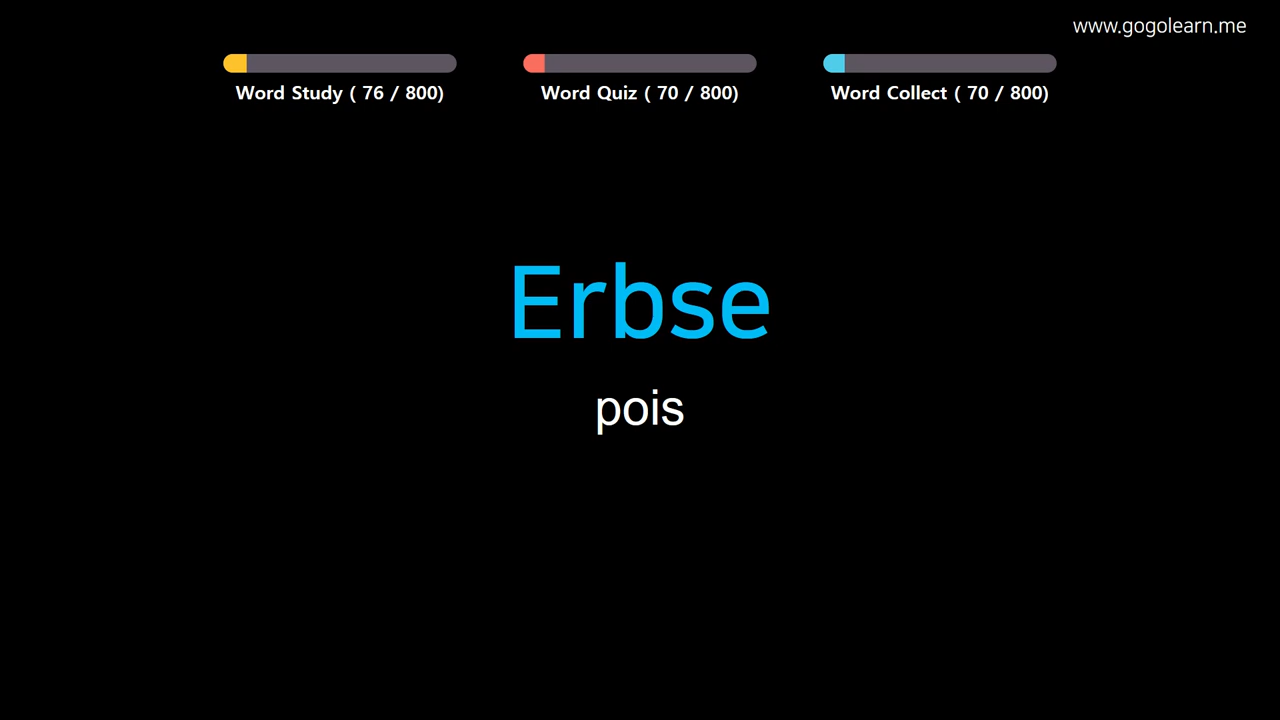 www.gogolearn.me
Word Study ( 76 / 800)
Word Quiz ( 70 / 800)
Word Collect ( 70 / 800)
Erbse
pois